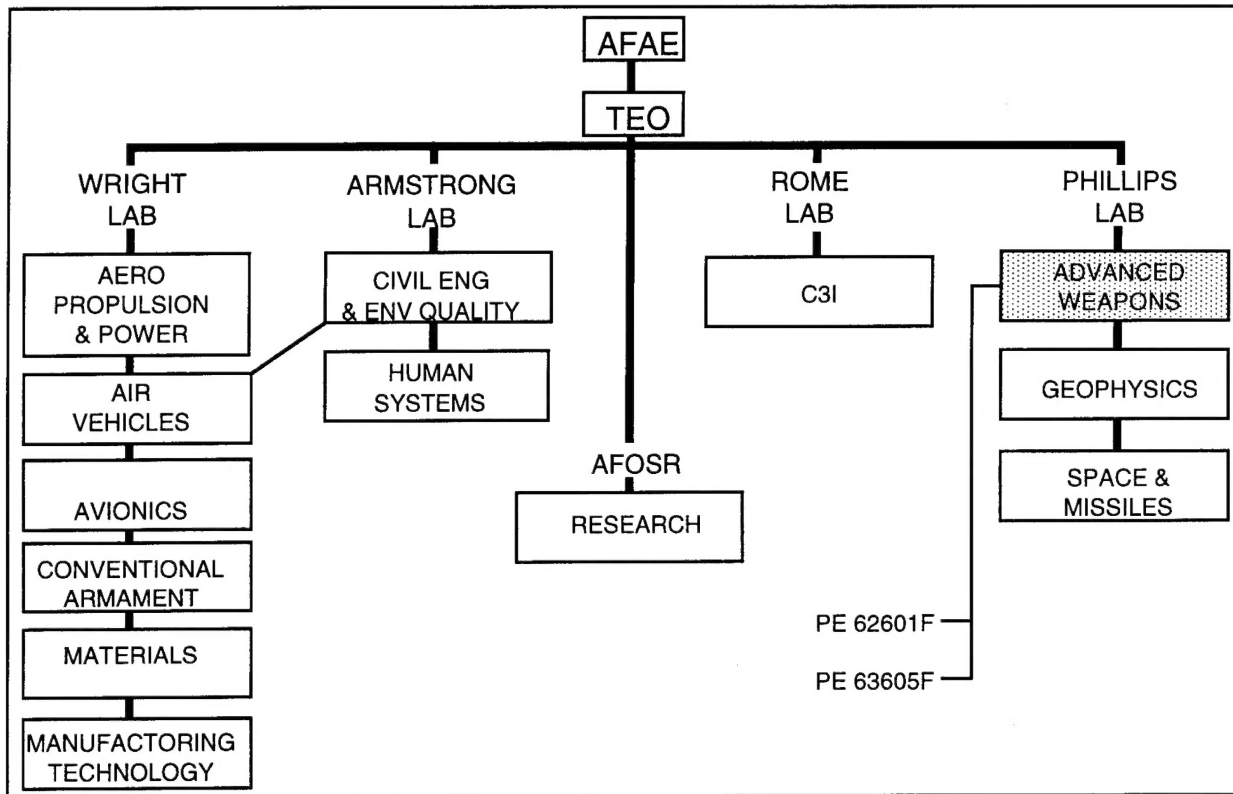 AFAE
TEO
WRIGHT
LAB
AERO
PROPULSION
& POWER
AIR
VEHICLES
AVIONICS
CONVENTIONAL
ARMAMENT
MATERIALS
MANUFACTORING
TECHNOLOGY
ARMSTRONG
LAB
CIVIL ENG
& ENV QUALITY
HUMAN
SYSTEMS
AFOSR
RESEARCH
ROME
LAB
C3I
PHILLIPS
LAB
ADVANCED
WEAPONS
GEOPHYSICS
SPACE &
MISSILES
PE 62601F
PE 63605F